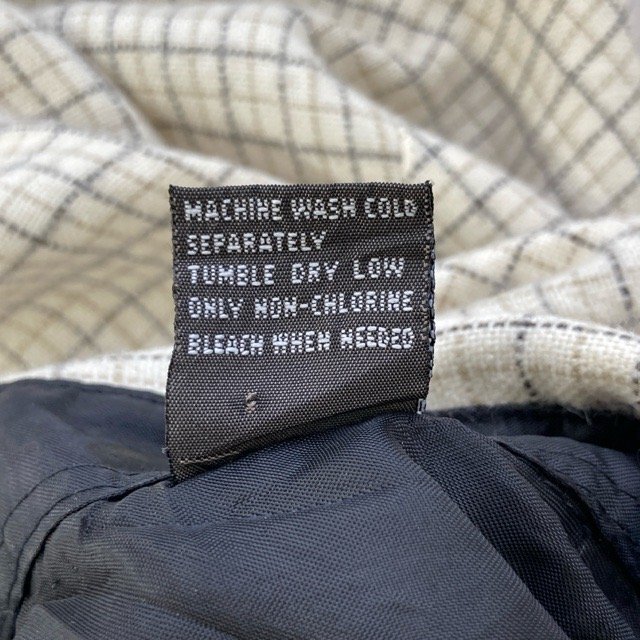 MACHINE WASH COLD
SEPARATELY
TUMBLE DRY LOW
ONLY NON-CHLORINE
BLEACH WHEN NEEDED